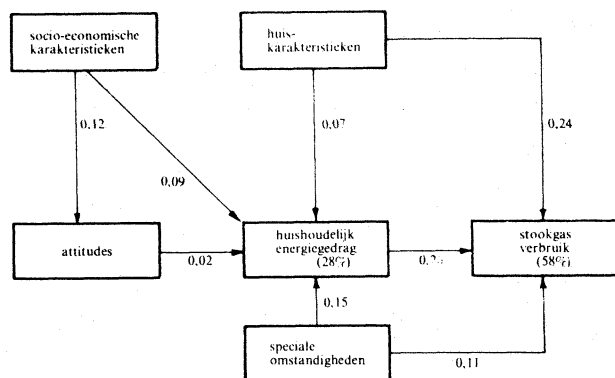 socio-economische
karakteristieken
huis-
karakteristieken
0,12
0,07
0,24
0,09
attitudes
0,02
huishoudelijk
energiegedrag
(28%)
stookgas
verbruik
(58%)
0,15
speciale
omstandigheden
0,11